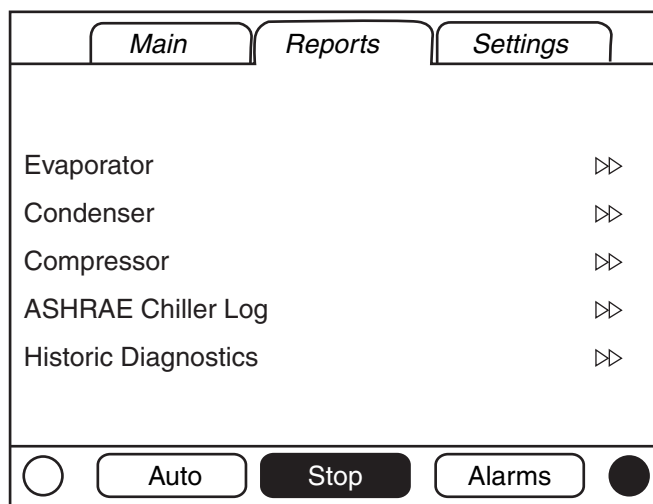 Main Reports Settings
Evaporator
Condenser
Compressor
ASHRAE Chiller Log
Historic Diagnostics
Auto Stop Alarms